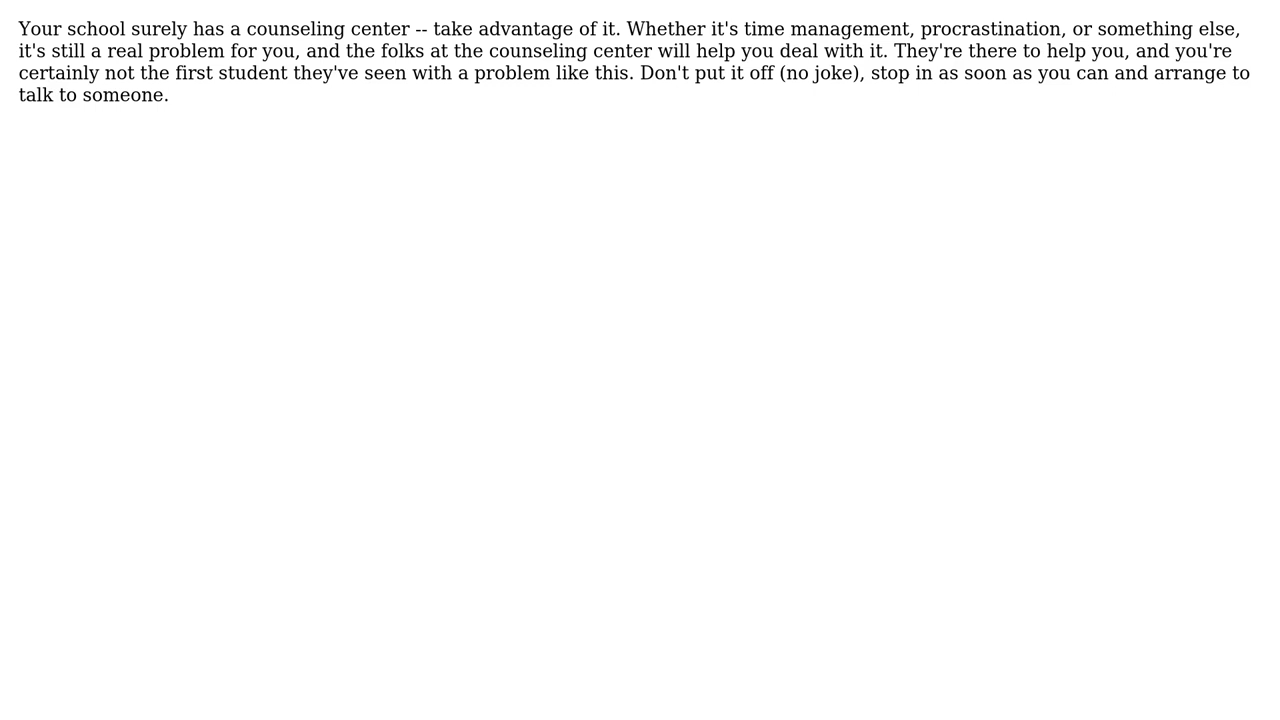 Your school surely has a counseling center -- take advantage of it. Whether it's time management, procrastination, or something else,
it's still a real problem for you, and the folks at the counseling center will help you deal with it. They're there to help you, and you're
certainly not the first student they've seen with a problem like this. Don't put it off (no joke), stop in as soon as you can and arrange to
talk to someone.